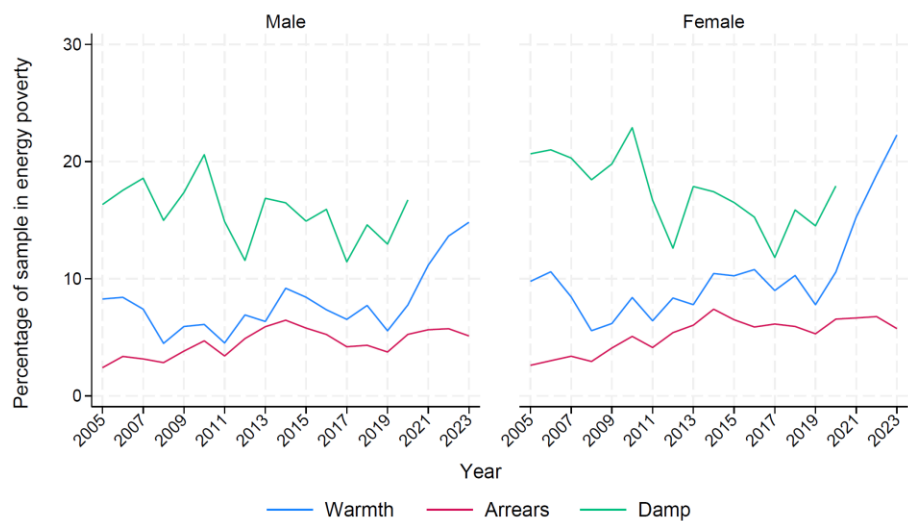 Male Female
Percentage of sample in energy poverty
30
20
10
0
2005 2007 2009 2011 2013 2015 2017 2019 2021 2023 2005 2007 2009 2011 2013 2015 2017 2019 2021 2023
Year
Warmth Arrears Damp